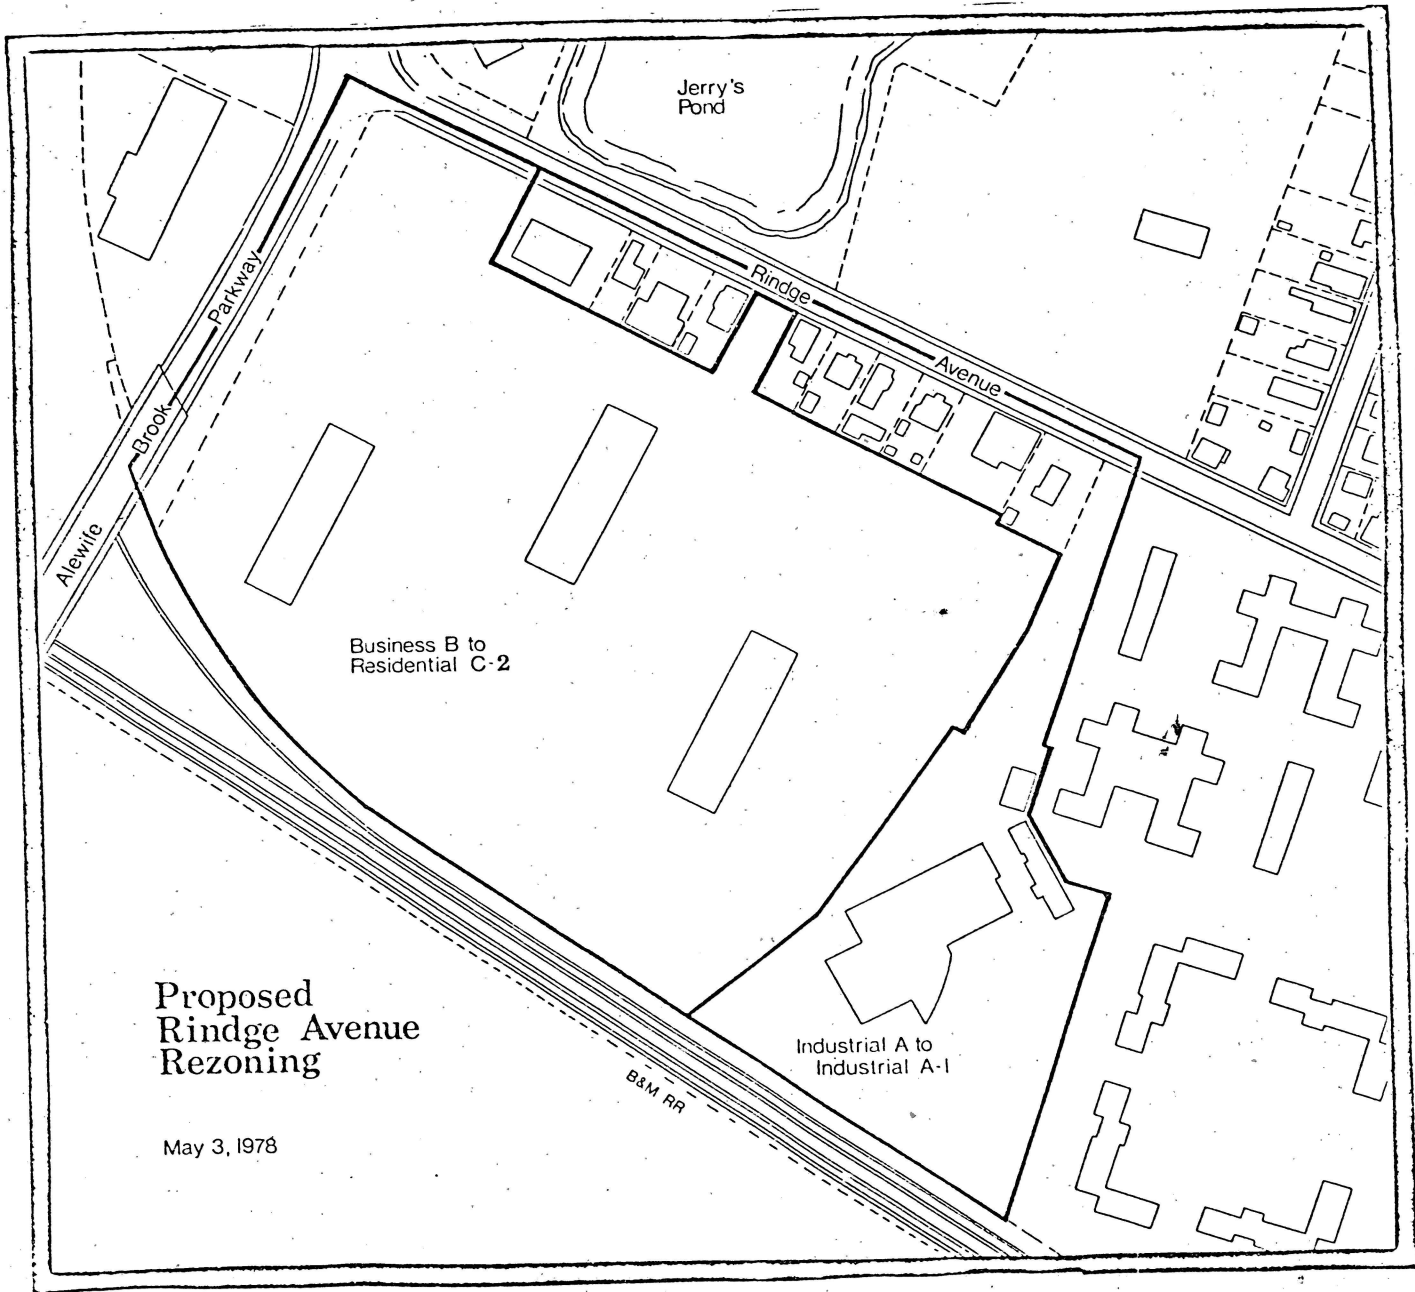 Jerry's
Pond
Rindge
Avenue
Parkway
Brook
Alewife
Business B to
Residential C-2
Industrial A to
Industrial A-1
B&M RR
Proposed
Rindge Avenue
Rezoning
May 3, 1978